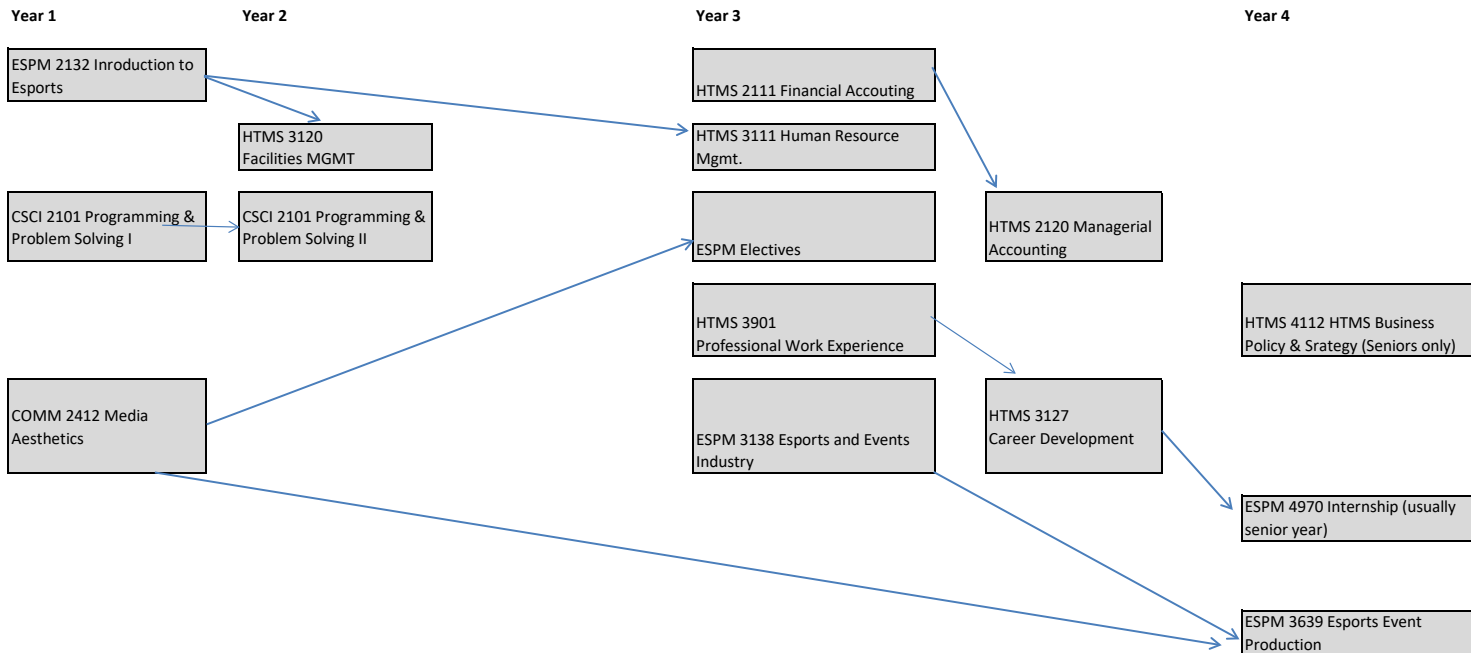 Year 1
Year 2
Year 3
Year 4
ESPM 2132 Inroduction to
Esports
HTMS 2111 Financial Accouting
HTMS 3120
Facilities MGMT
HTMS 3111 Human Resource
Mgmt.
CSCI 2101 Programming &
Problem Solving I
CSCI 2101 Programming &
Problem Solving II
ESPM Electives
HTMS 2120 Managerial
Accounting
HTMS 3901
Professional Work Experience
HTMS 4112 HTMS Business
Policy & Srategy (Seniors only)
COMM 2412 Media
Aesthetics
ESPM 3138 Esports and Events
Industry
HTMS 3127
Career Development
ESPM 4970 Internship (usually
senior year)
ESPM 3639 Esports Event
Production